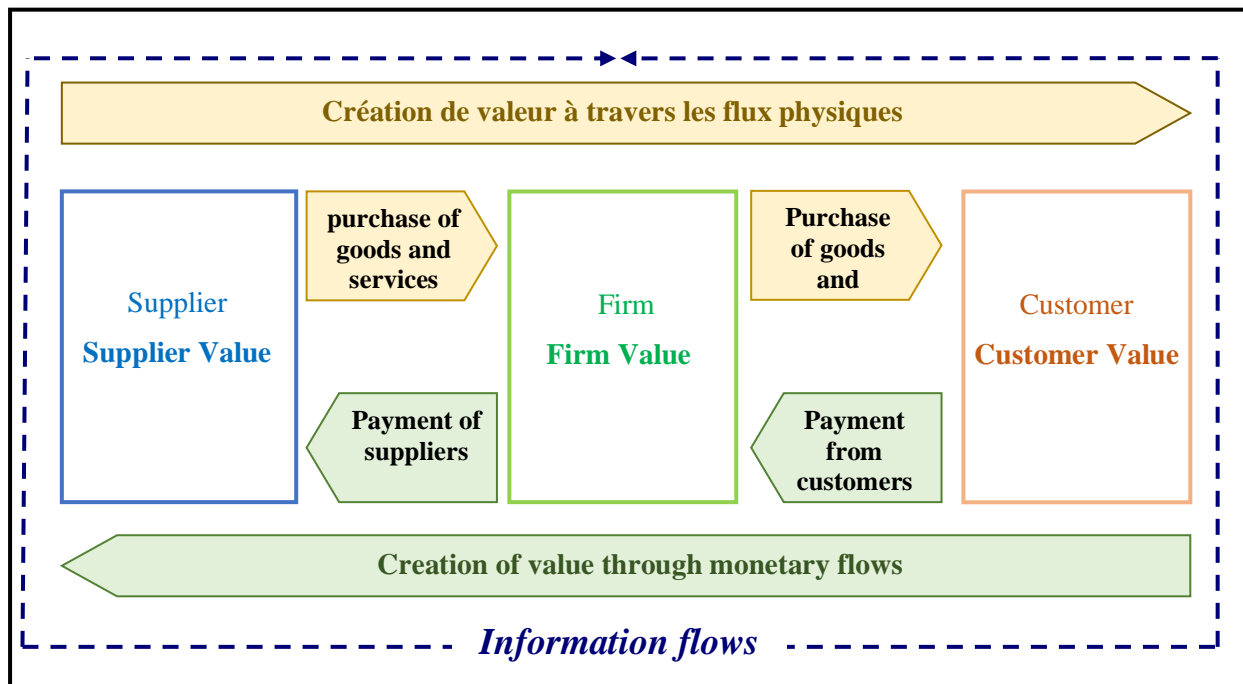 Création de valeur à travers les flux physiques
purchase of
goods and
services
Purchase
of goods
and
Supplier
Supplier Value
Firm
Firm Value
Customer
Customer Value
Payment of
suppliers
Payment
from
customers
Creation of value through monetary flows
Information flows